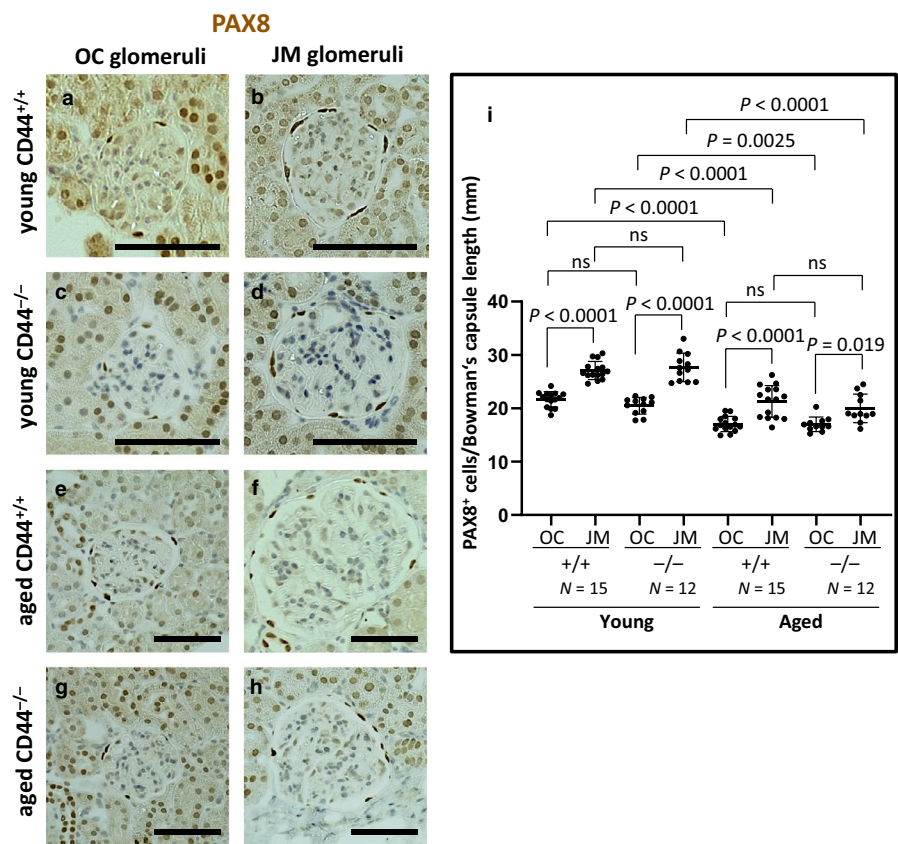 PAX8
OC glomeruli
JM glomeruli
young CD44+/+
a
b
young CD44−/−
c
d
aged CD44+/+
e
f
aged CD44−/−
g
h
i
P < 0.0001
P = 0.0025
P < 0.0001
P < 0.0001
ns
ns
ns
ns
P < 0.0001
P < 0.0001
P < 0.0001
P = 0.019
PAX8+ cells/Bowman's capsule length (mm)
40
30
20
10
0
OC JM OC JM OC JM OC JM
+/+ −/− +/+ −/−
N = 15 N = 12 N = 15 N = 12
Young Aged